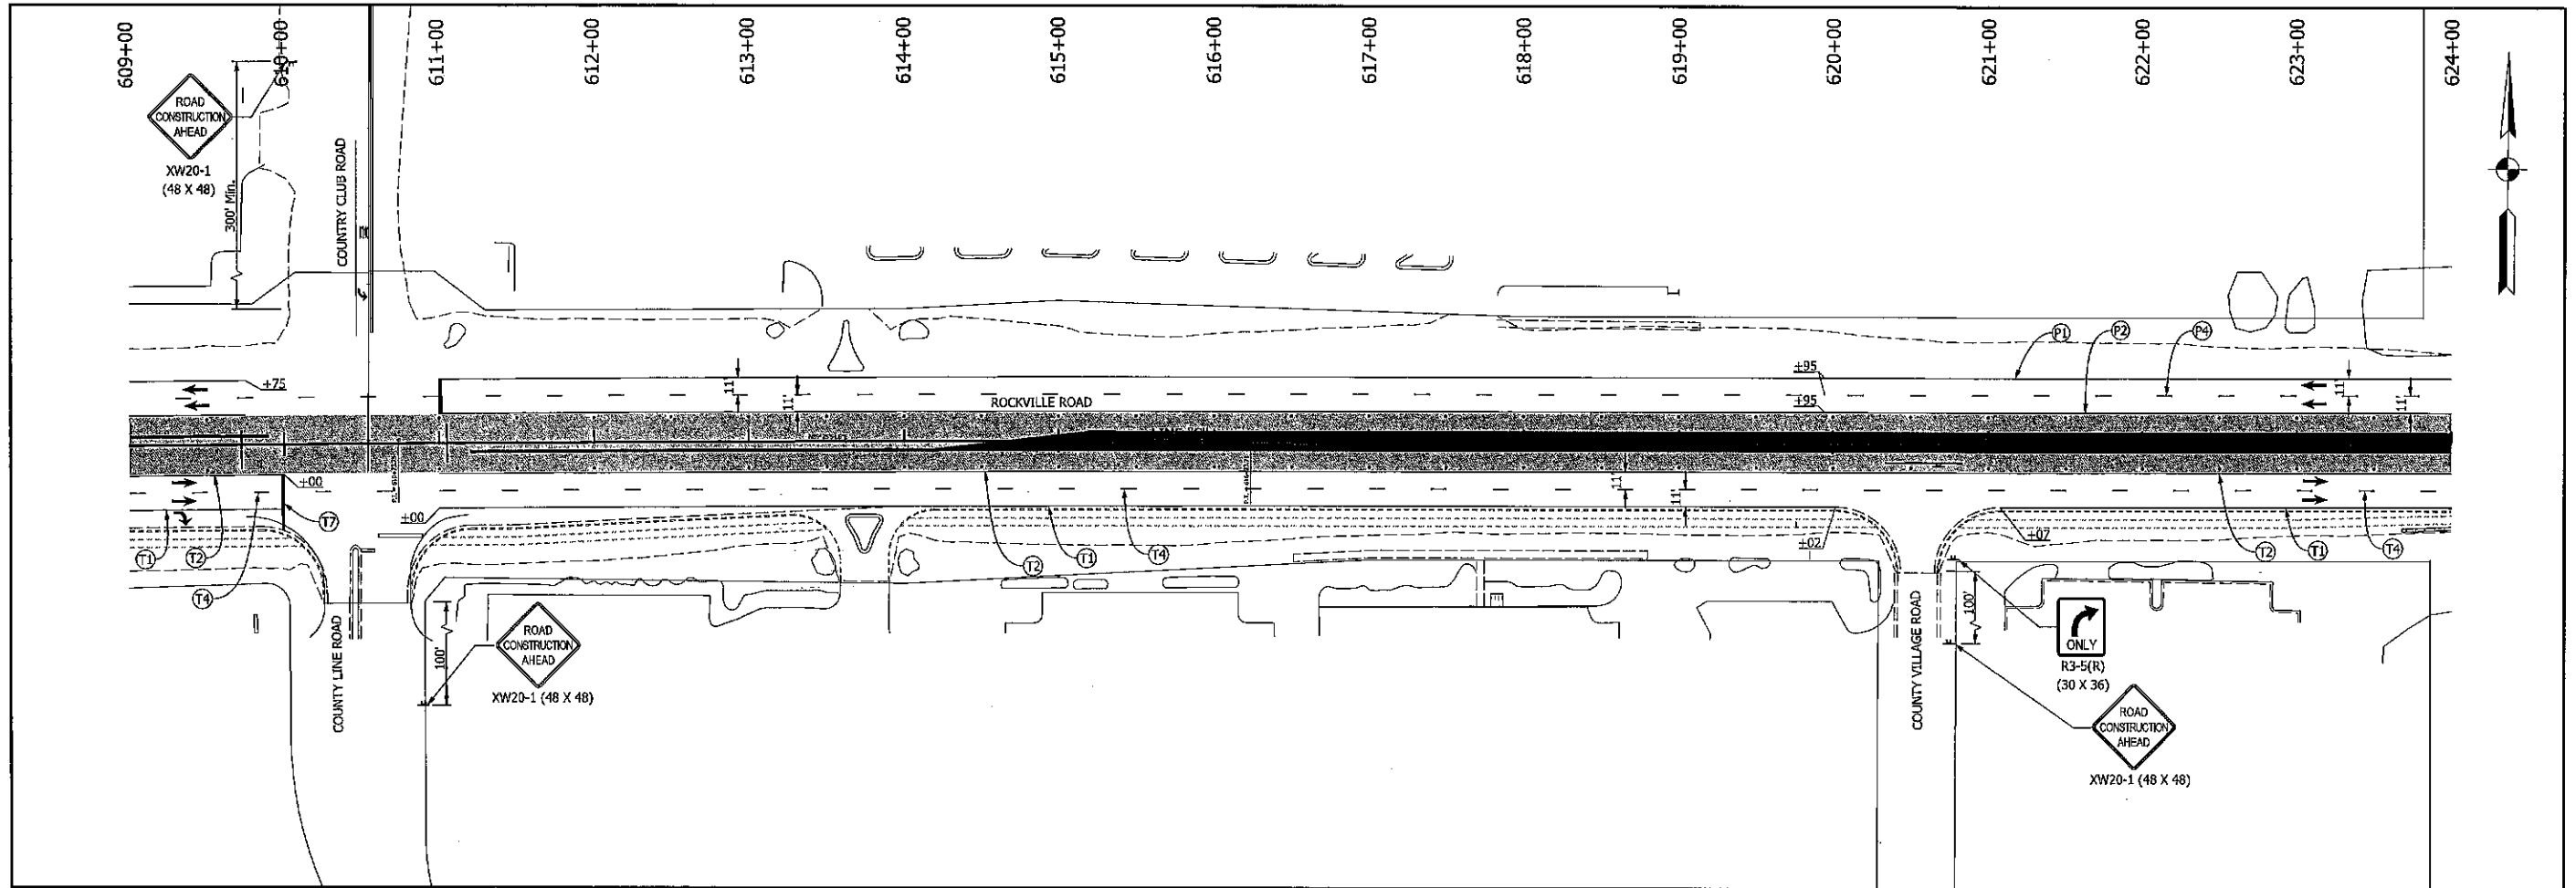 609+00
610+00
611+00
612+00
613+00
614+00
615+00
616+00
617+00
618+00
619+00
620+00
621+00
622+00
623+00
624+00
ROAD
CONSTRUCTION
AHEAD
XW20-1
(48 X 48)
300' Min.
COUNTRY CLUB ROAD
P1
P2
P4
+75
11'
11'
ROCKVILLE ROAD
+95
+95
11'
11'
+00
T7
+00
11'
11'
T1
T2
T4
T2
T1
T4
+02
+07
T2
T1
T4
COUNTY LINE ROAD
100'
ROAD
CONSTRUCTION
AHEAD
XW20-1 (48 X 48)
COUNTY VILLAGE ROAD
100'
ONLY
R3-5(R)
(30 X 36)
ROAD
CONSTRUCTION
AHEAD
XW20-1 (48 X 48)